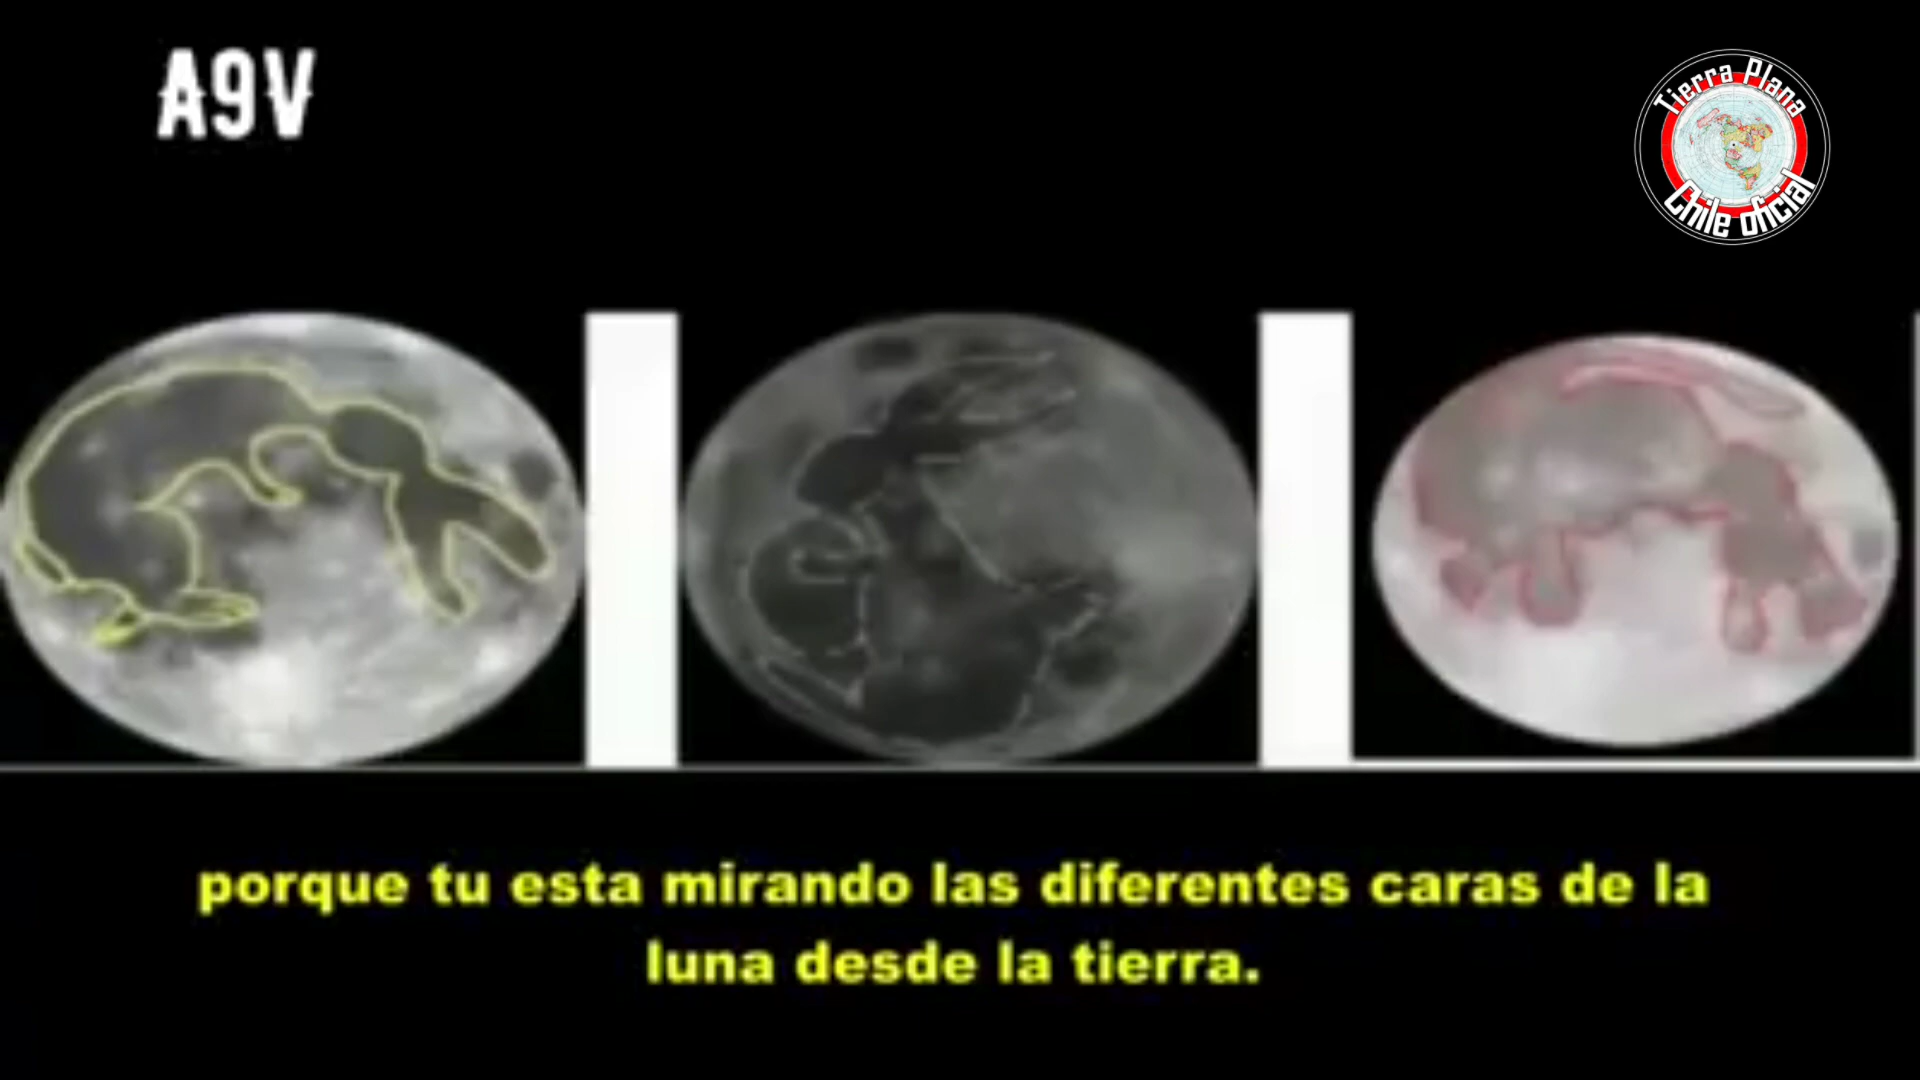 A9V
Tierra Plana
Chile oficial
porque tu esta mirando las diferentes caras de la
luna desde la tierra.